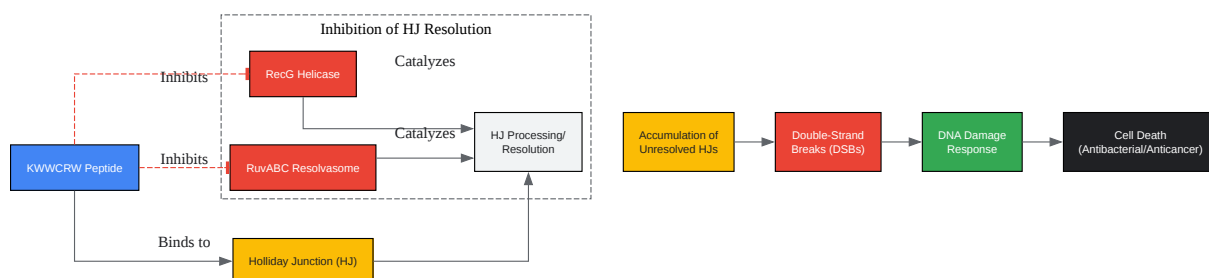 Inhibition of HJ Resolution
Catalyzes
RecG Helicase
Inhibits
Catalyzes
HJ Processing/
Resolution
Inhibits
KWWCRW Peptide
RuvABC Resolvasome
Binds to
Holliday Junction (HJ)
Accumulation of
Unresolved HJs
Double-Strand
Breaks (DSBs)
DNA Damage
Response
Cell Death
(Antibacterial/Anticancer)